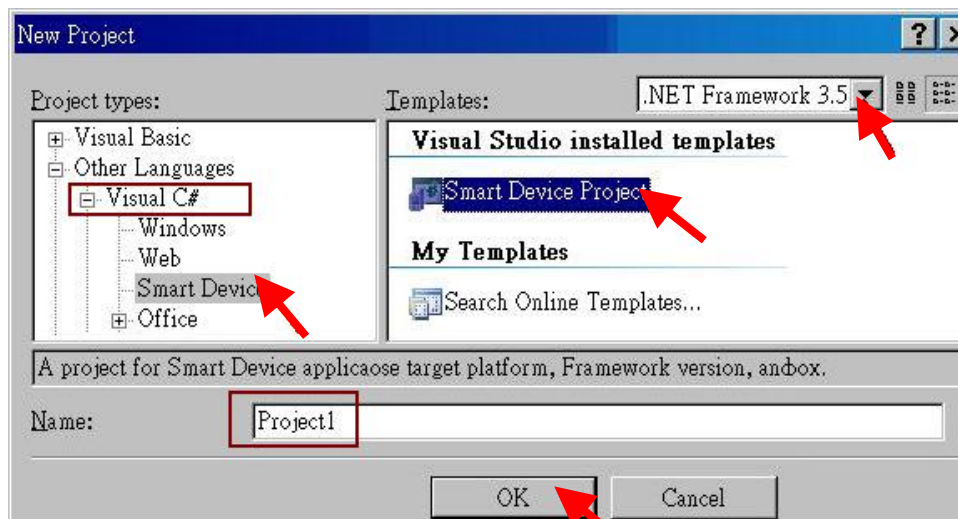 New Project
Project types:
Templates:
.NET Framework 3.5
Visual Basic
Other Languages
Visual C#
Windows
Web
Smart Device
Office
Visual Studio installed templates
Smart Device Project
My Templates
Search Online Templates...
A project for Smart Device applicaose target platform, Framework version, andbox.
Name:
Project1
OK
Cancel